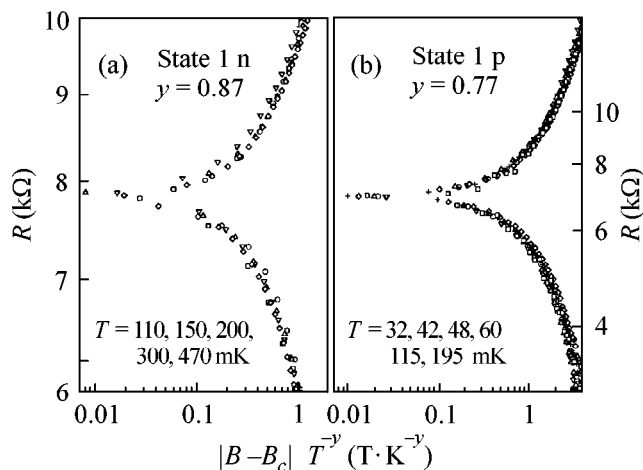 (a) State 1 n
y = 0.87
R (kΩ)
10
9
8
7
6
T = 110, 150, 200,
300, 470 mK
0.01 0.1 1
(b) State 1 p
y = 0.77
10
8
6
4
R (kΩ)
T = 32, 42, 48, 60
115, 195 mK
0.01 0.1 1
|B – B_c| T^{–y} (T · K^{–y})